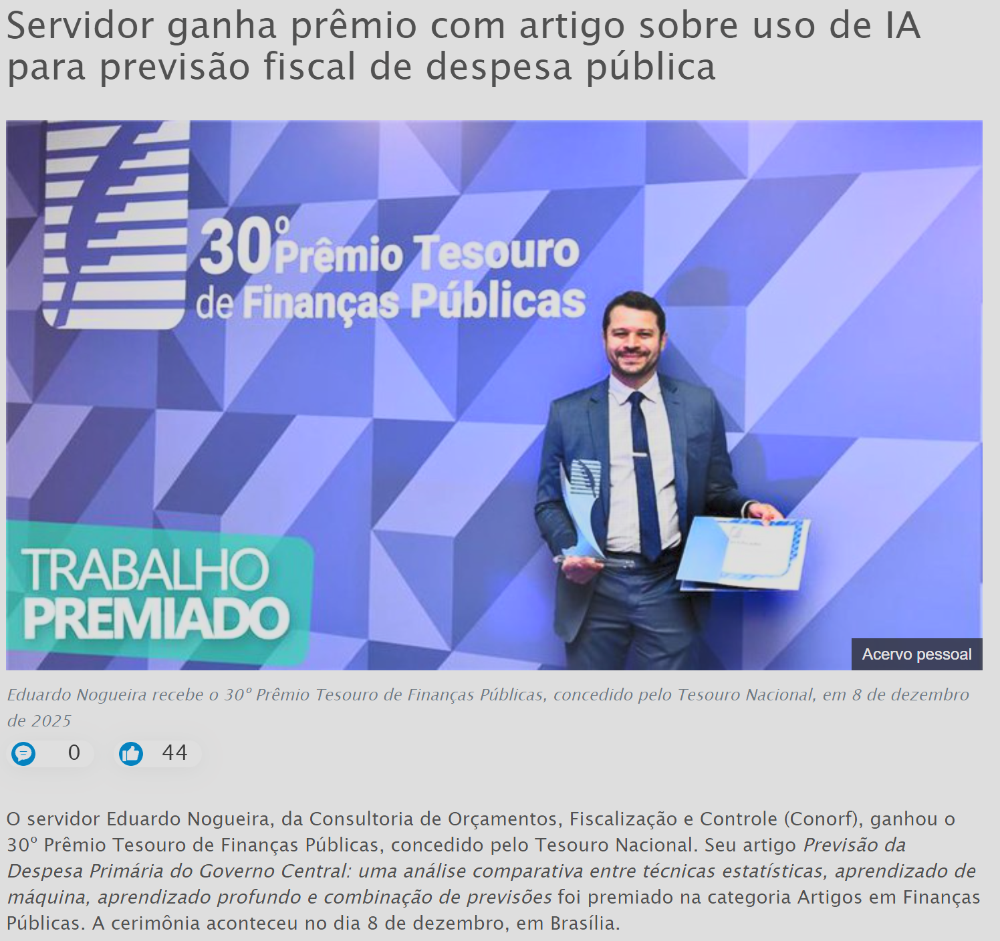 Servidor ganha prêmio com artigo sobre uso de IA
para previsão fiscal de despesa pública
30º Prêmio Tesouro
de Finanças Públicas
TRABALHO
PREMIADO
Acervo pessoal
Eduardo Nogueira recebe o 30º Prêmio Tesouro de Finanças Públicas, concedido pelo Tesouro Nacional, em 8 de dezembro
de 2025
0 44
O servidor Eduardo Nogueira, da Consultoria de Orçamentos, Fiscalização e Controle (Conorf), ganhou o
30º Prêmio Tesouro de Finanças Públicas, concedido pelo Tesouro Nacional. Seu artigo Previsão da
Despesa Primária do Governo Central: uma análise comparativa entre técnicas estatísticas, aprendizado de
máquina, aprendizado profundo e combinação de previsões foi premiado na categoria Artigos em Finanças
Públicas. A cerimônia aconteceu no dia 8 de dezembro, em Brasília.